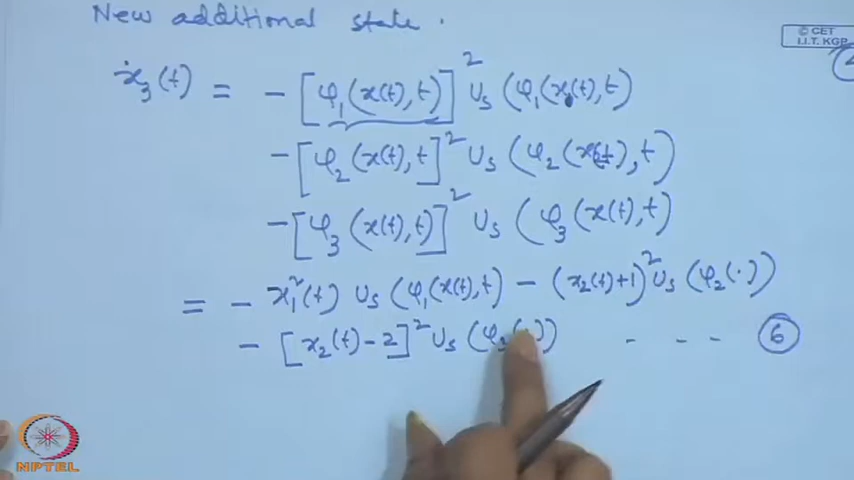 New additional state.
© CET
I.I.T. KGP
ẋ₃(t) = - [φ₁(x(t), t)]² Us (φ₁(x(t), t)
- [φ₂(x(t), t]² Us (φ₂(x(t), t)
- [φ₃(x(t), t)]² Us (φ₃(x(t), t)
= - x₁²(t) Us (φ₁(x(t), t) - (x₂(t)+1)² Us (φ₂(·))
- [x₂(t) - 2]² Us ( - - - ⑥
NPTEL